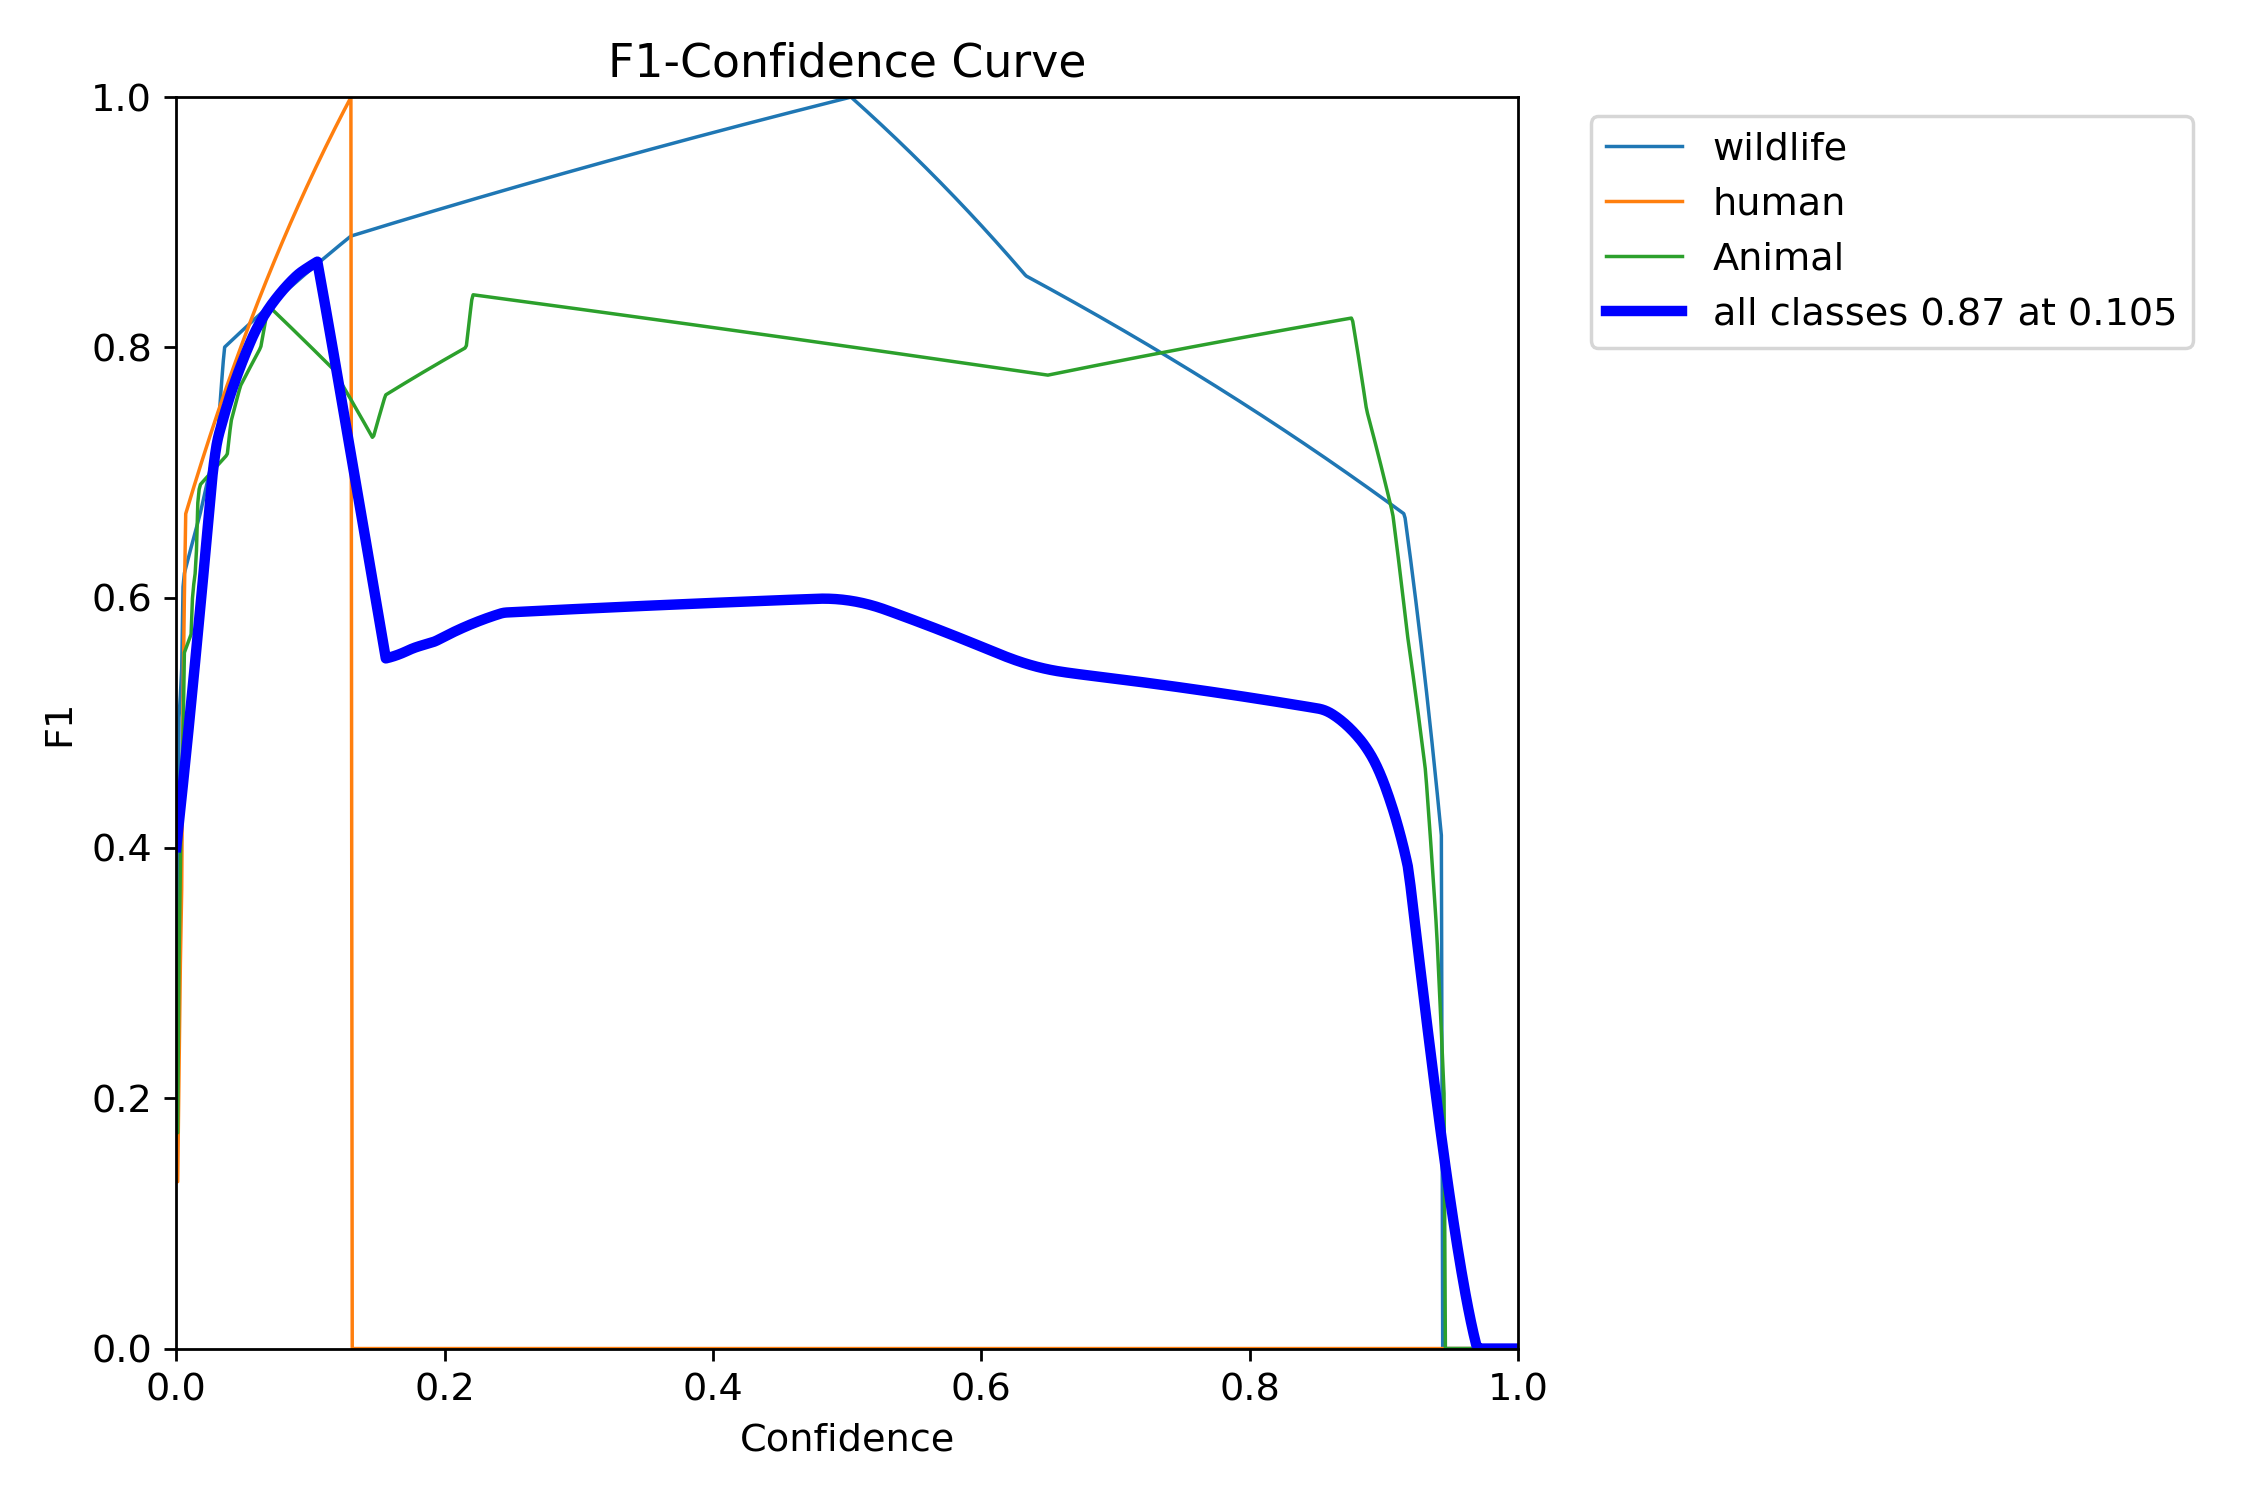 F1-Confidence Curve
1.0
0.8
0.6
0.4
0.2
0.0
F1
0.0 0.2 0.4 0.6 0.8 1.0
Confidence
wildlife
human
Animal
all classes 0.87 at 0.105